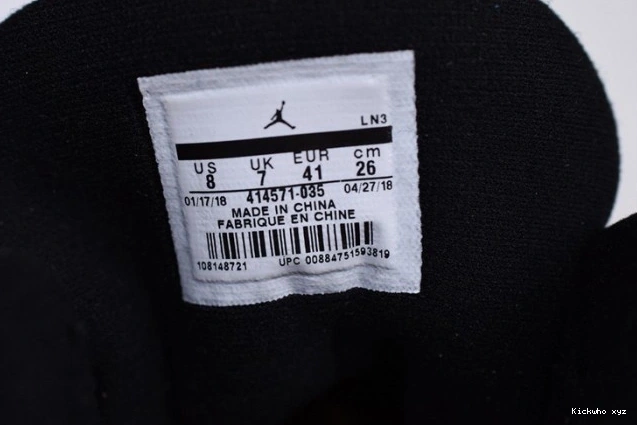 LN3
US UK EUR cm
8 7 41 26
01/17/18 414571-035 04/27/18
MADE IN CHINA
FABRIQUE EN CHINE
108148721 UPC 00884751593819
Kickwho xyz